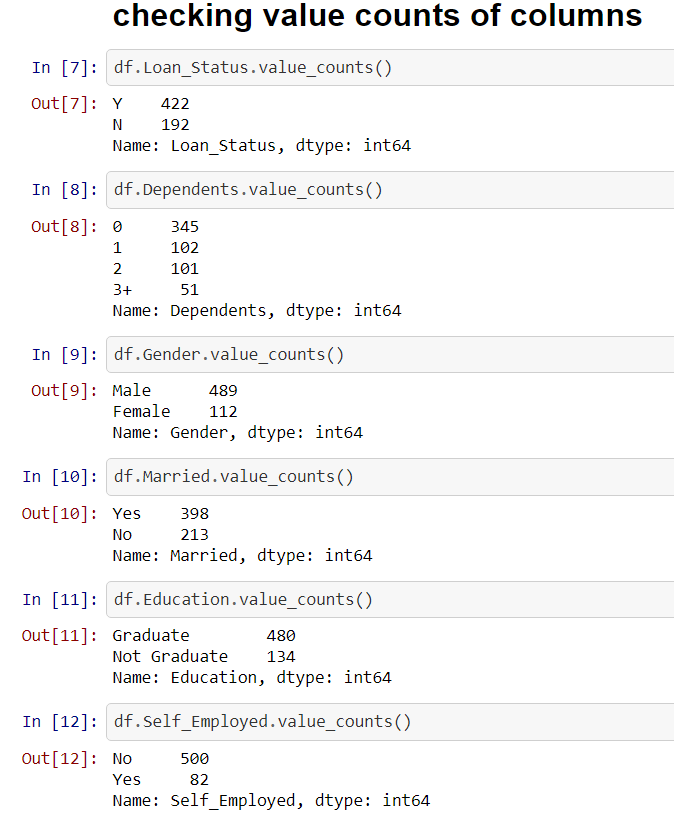 checking value counts of columns
In [7]: df.Loan_Status.value_counts()
Out[7]: Y    422
N    192
Name: Loan_Status, dtype: int64
In [8]: df.Dependents.value_counts()
Out[8]: 0     345
1     102
2     101
3+     51
Name: Dependents, dtype: int64
In [9]: df.Gender.value_counts()
Out[9]: Male      489
Female    112
Name: Gender, dtype: int64
In [10]: df.Married.value_counts()
Out[10]: Yes    398
No     213
Name: Married, dtype: int64
In [11]: df.Education.value_counts()
Out[11]: Graduate        480
Not Graduate    134
Name: Education, dtype: int64
In [12]: df.Self_Employed.value_counts()
Out[12]: No     500
Yes     82
Name: Self_Employed, dtype: int64